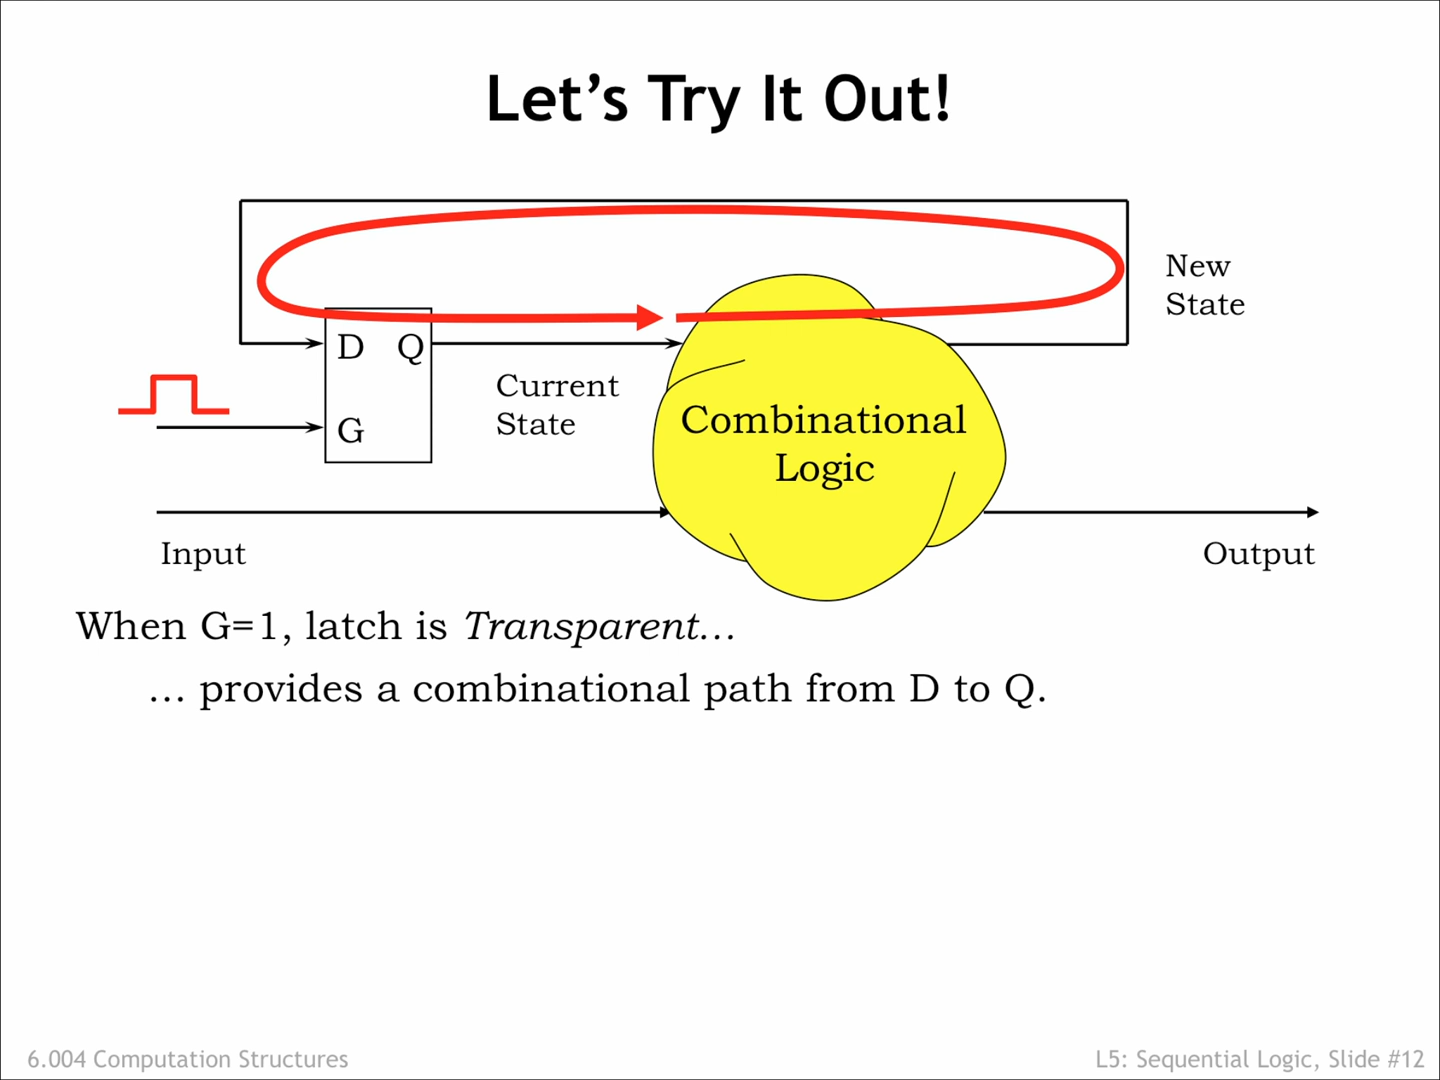 Let’s Try It Out!
New
State
D Q
Current
State
G
Combinational
Logic
Input
Output
When G=1, latch is Transparent…
… provides a combinational path from D to Q.
6.004 Computation Structures
L5: Sequential Logic, Slide #12